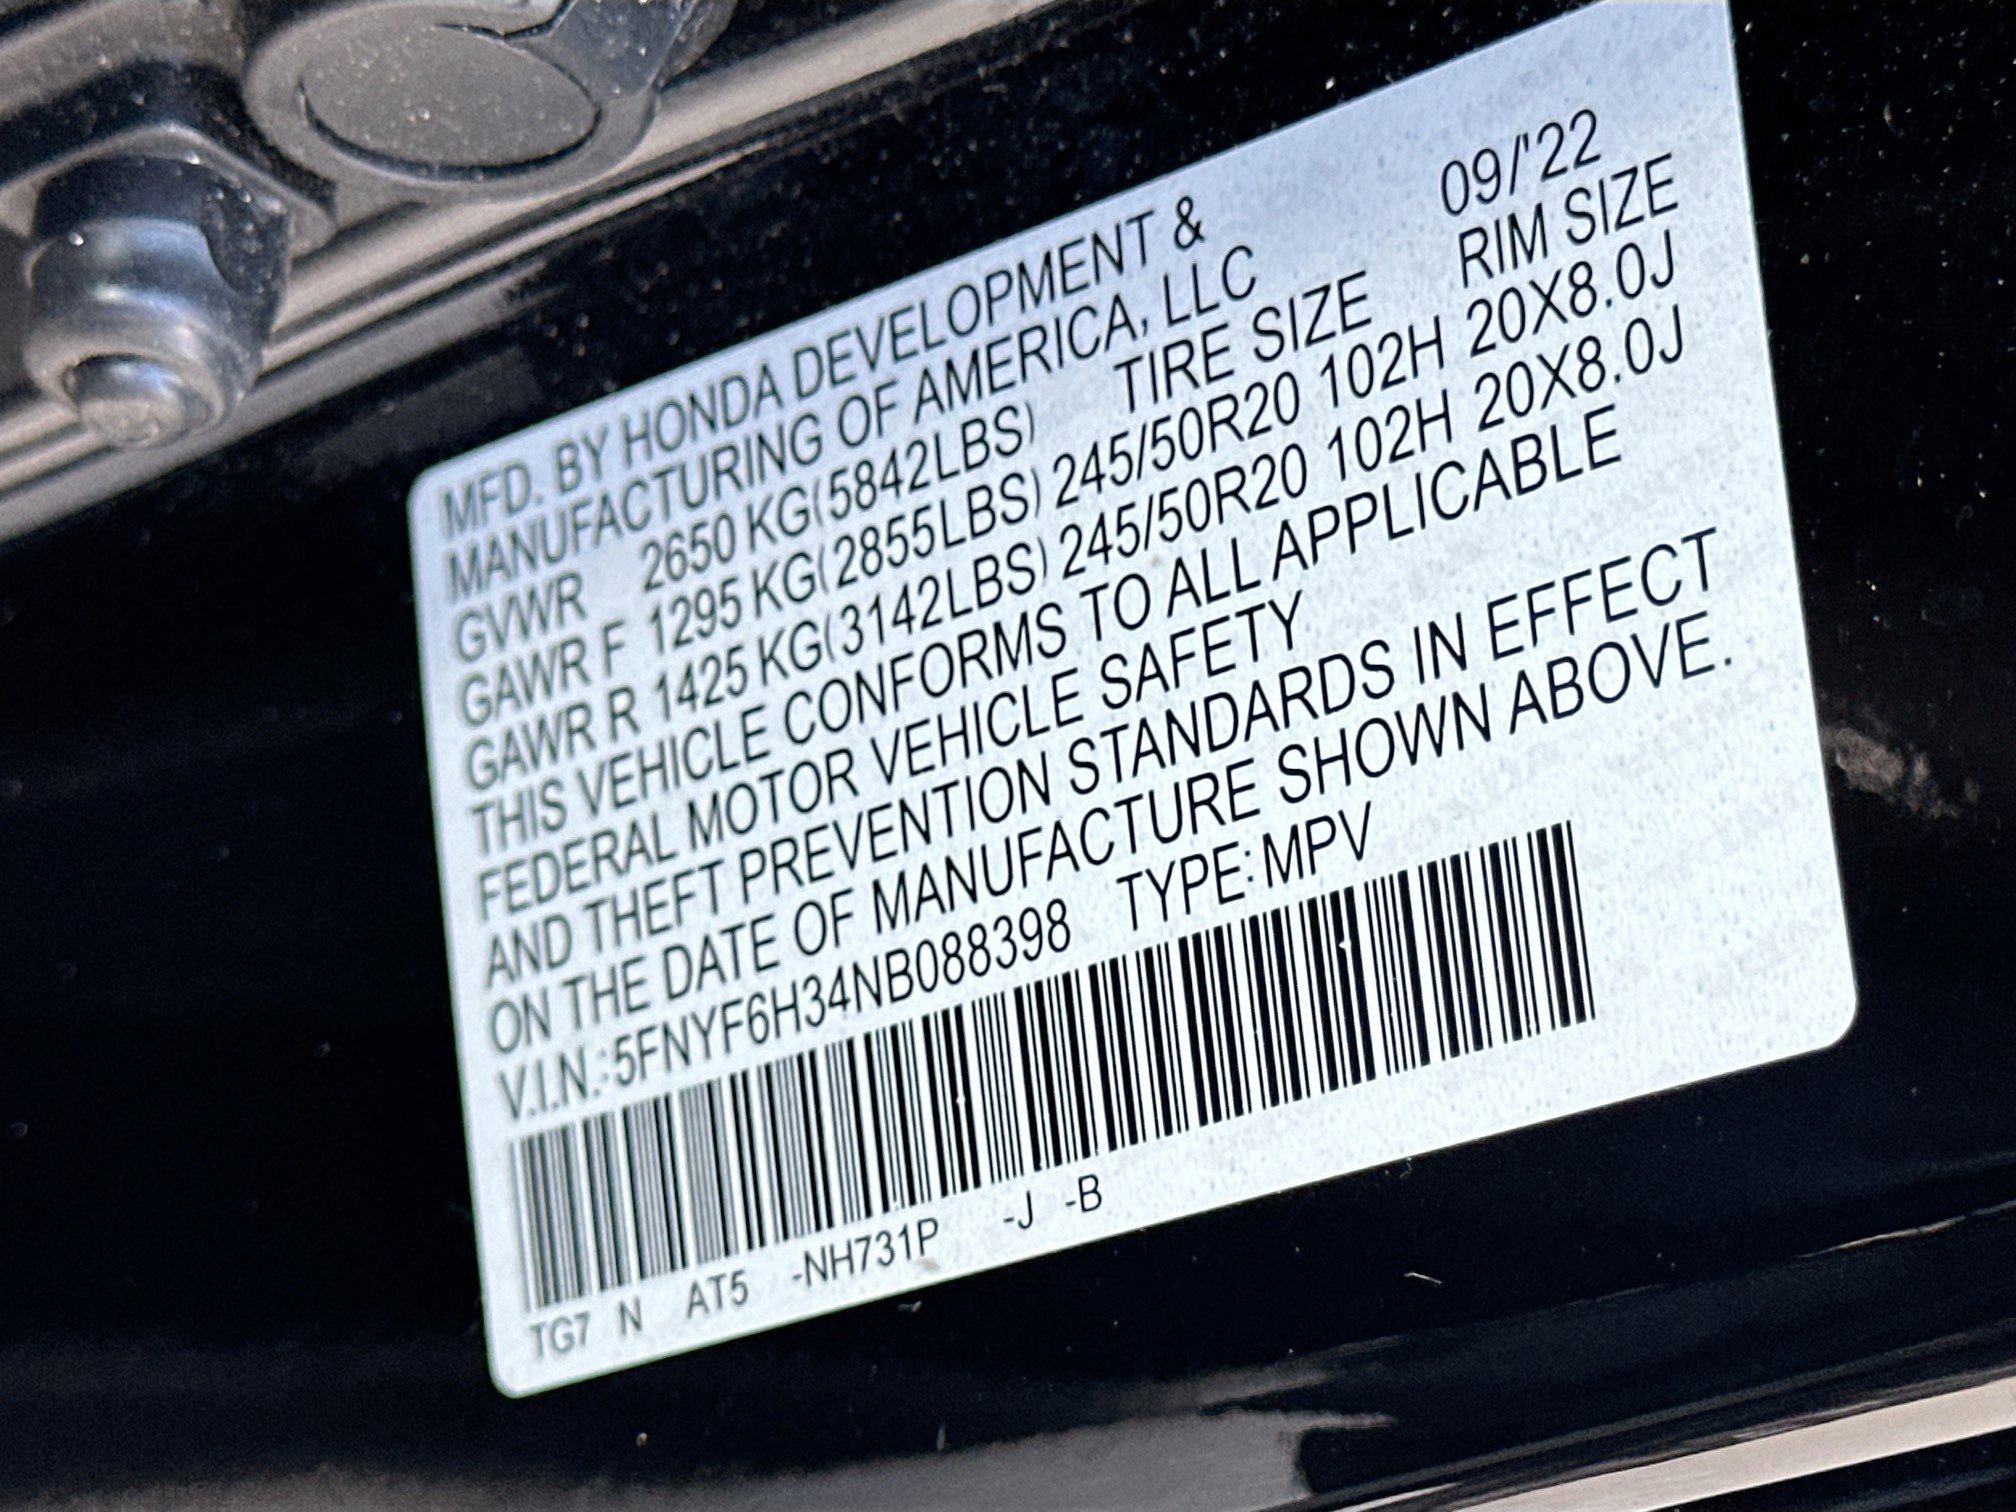 09/'22
MFD. BY HONDA DEVELOPMENT &
MANUFACTURING OF AMERICA, LLC
GVWR 2650 KG(5842LBS) TIRE SIZE RIM SIZE
GAWR F 1295 KG(2855LBS) 245/50R20 102H 20X8.0J
GAWR R 1425 KG(3142LBS) 245/50R20 102H 20X8.0J
THIS VEHICLE CONFORMS TO ALL APPLICABLE
FEDERAL MOTOR VEHICLE SAFETY
AND THEFT PREVENTION STANDARDS IN EFFECT
ON THE DATE OF MANUFACTURE SHOWN ABOVE.
V.I.N.:5FNYF6H34NB088398 TYPE:MPV
TG7 N AT5 -NH731P -J -B